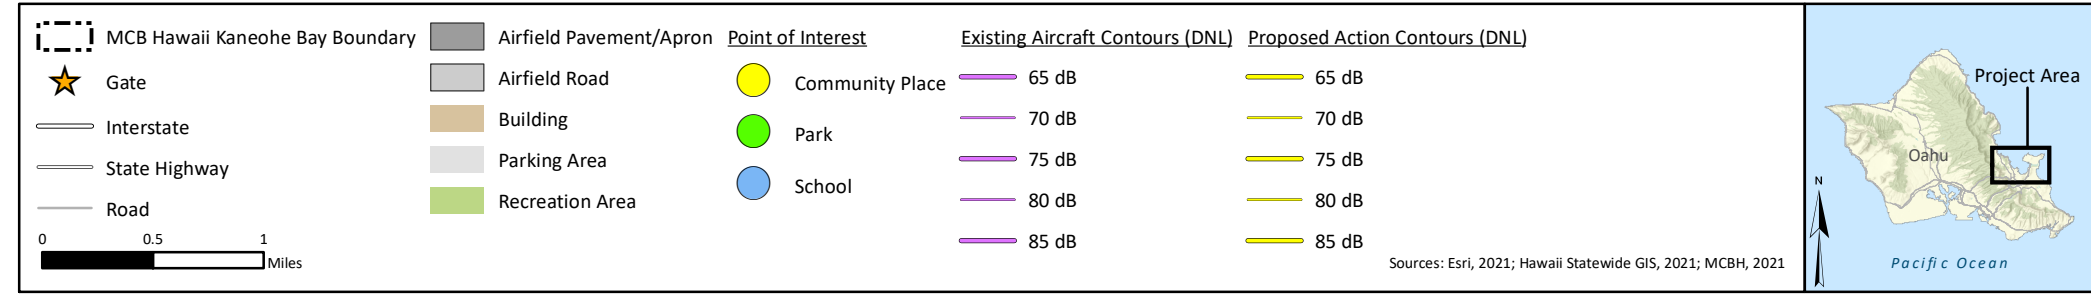 MCB Hawaii Kaneohe Bay Boundary
Gate
Interstate
State Highway
Road
0 0.5 1
Miles
Airfield Pavement/Apron
Airfield Road
Building
Parking Area
Recreation Area
Point of Interest
Community Place
Park
School
Existing Aircraft Contours (DNL)
65 dB
70 dB
75 dB
80 dB
85 dB
Proposed Action Contours (DNL)
65 dB
70 dB
75 dB
80 dB
85 dB
Sources: Esri, 2021; Hawaii Statewide GIS, 2021; MCBH, 2021
Project Area
Oahu
N
Pacific Ocean